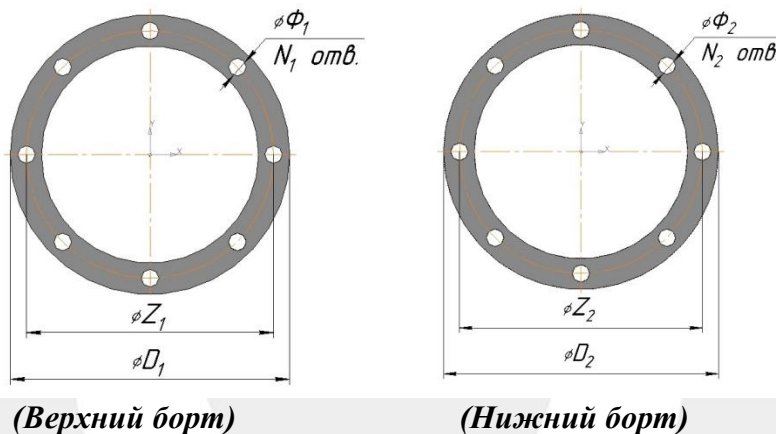 ⌀Ф₁
N₁ отв.
Y
X
⌀Z₁
⌀D₁
(Верхний борт)
⌀Ф₂
N₂ отв.
Y
X
⌀Z₂
⌀D₂
(Нижний борт)